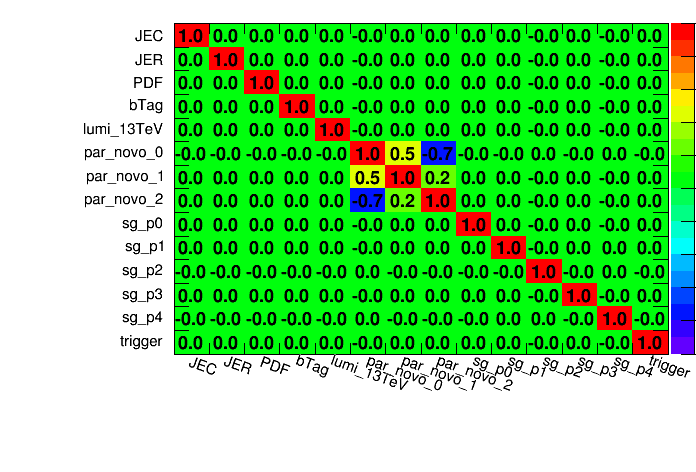 JEC 1.0 0.0 0.0 0.0 0.0 -0.0 0.0 0.0 0.0 0.0 -0.0 0.0 -0.0 0.0
JER 0.0 1.0 0.0 0.0 0.0 -0.0 0.0 0.0 0.0 0.0 -0.0 0.0 -0.0 0.0
PDF 0.0 0.0 1.0 0.0 0.0 -0.0 0.0 0.0 0.0 0.0 -0.0 0.0 -0.0 0.0
bTag 0.0 0.0 0.0 1.0 0.0 -0.0 0.0 0.0 0.0 0.0 -0.0 0.0 -0.0 0.0
lumi_13TeV 0.0 0.0 0.0 0.0 1.0 -0.0 0.0 0.0 0.0 0.0 -0.0 0.0 -0.0 0.0
par_novo_0 -0.0 -0.0 -0.0 -0.0 -0.0 1.0 0.5 -0.7 -0.0 -0.0 0.0 -0.0 0.0 -0.0
par_novo_1 0.0 0.0 0.0 0.0 0.0 0.5 1.0 0.2 0.0 0.0 -0.0 0.0 -0.0 0.0
par_novo_2 0.0 0.0 0.0 0.0 0.0 -0.7 0.2 1.0 0.0 0.0 -0.0 0.0 -0.0 0.0
sg_p0 0.0 0.0 0.0 0.0 0.0 -0.0 0.0 0.0 1.0 0.0 -0.0 0.0 -0.0 0.0
sg_p1 0.0 0.0 0.0 0.0 0.0 -0.0 0.0 0.0 0.0 1.0 -0.0 0.0 -0.0 0.0
sg_p2 -0.0 -0.0 -0.0 -0.0 -0.0 0.0 -0.0 -0.0 -0.0 -0.0 1.0 -0.0 0.0 -0.0
sg_p3 0.0 0.0 0.0 0.0 0.0 -0.0 0.0 0.0 0.0 0.0 -0.0 1.0 -0.0 0.0
sg_p4 -0.0 -0.0 -0.0 -0.0 -0.0 0.0 -0.0 -0.0 -0.0 -0.0 0.0 -0.0 1.0 -0.0
trigger 0.0 0.0 0.0 0.0 0.0 -0.0 0.0 0.0 0.0 0.0 -0.0 0.0 -0.0 1.0
JEC JER PDF bTag lumi_13TeV par_novo_0 par_novo_1 par_novo_2 sg_p0 sg_p1 sg_p2 sg_p3 sg_p4 trigger